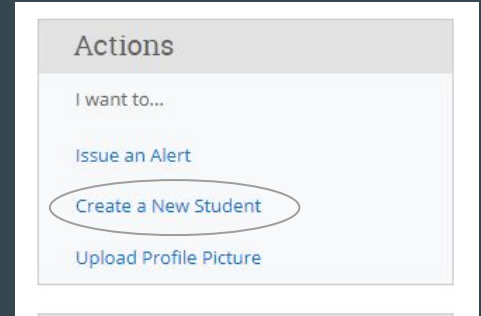 Actions
I want to...
Issue an Alert
Create a New Student
Upload Profile Picture